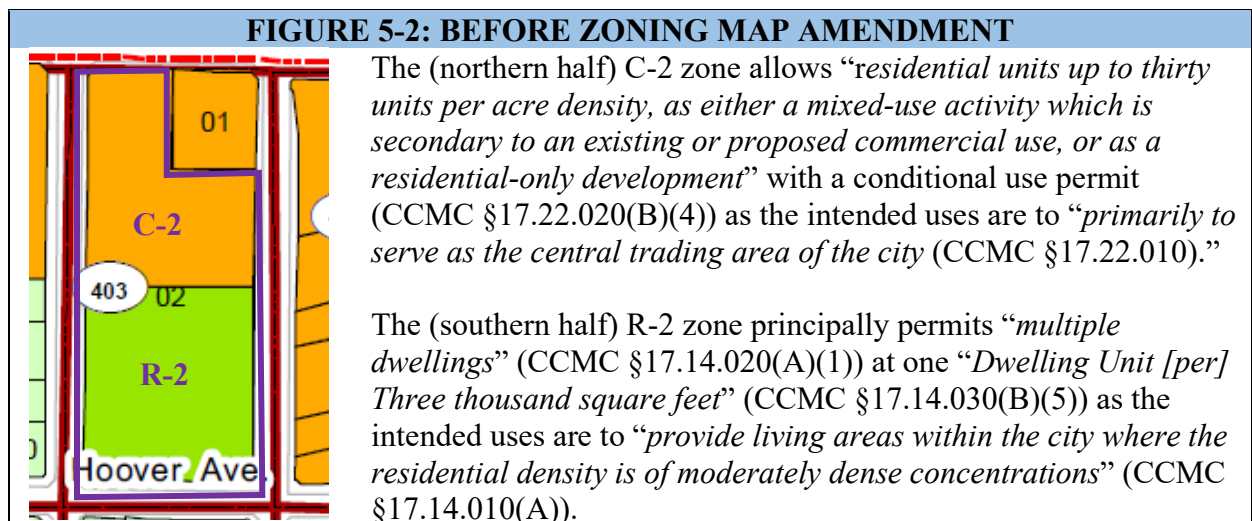 FIGURE 5-2: BEFORE ZONING MAP AMENDMENT
01
C-2
403
02
R-2
Hoover Ave.
The (northern half) C-2 zone allows “residential units up to thirty
units per acre density, as either a mixed-use activity which is
secondary to an existing or proposed commercial use, or as a
residential-only development” with a conditional use permit
(CCMC §17.22.020(B)(4)) as the intended uses are to “primarily to
serve as the central trading area of the city (CCMC §17.22.010).”
The (southern half) R-2 zone principally permits “multiple
dwellings” (CCMC §17.14.020(A)(1)) at one “Dwelling Unit [per]
Three thousand square feet” (CCMC §17.14.030(B)(5)) as the
intended uses are to “provide living areas within the city where the
residential density is of moderately dense concentrations” (CCMC
§17.14.010(A)).